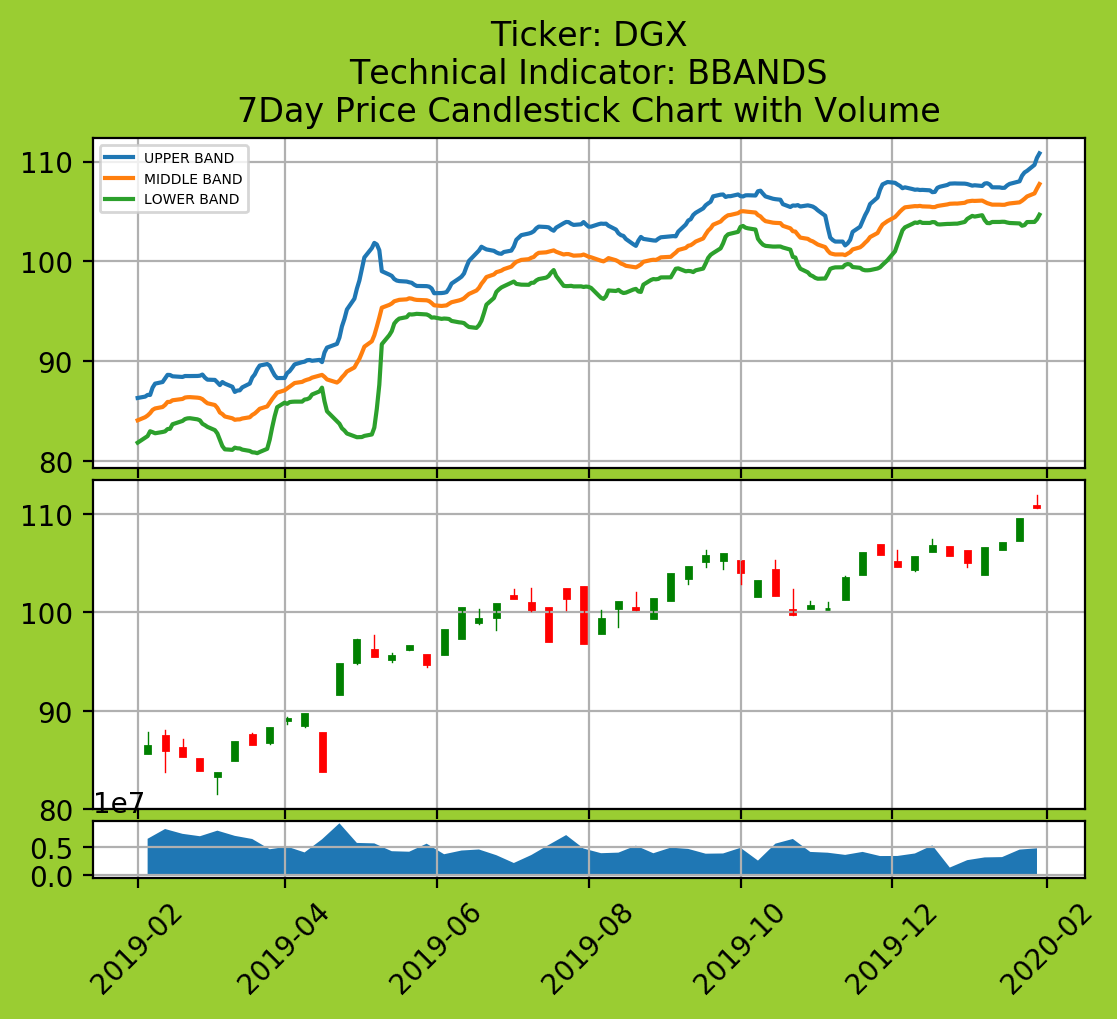 Ticker: DGX
Technical Indicator: BBANDS
7Day Price Candlestick Chart with Volume
UPPER BAND
MIDDLE BAND
LOWER BAND
110
100
90
80
110
100
90
80
1e7
0.5
0.0
2019-02
2019-04
2019-06
2019-08
2019-10
2019-12
2020-02